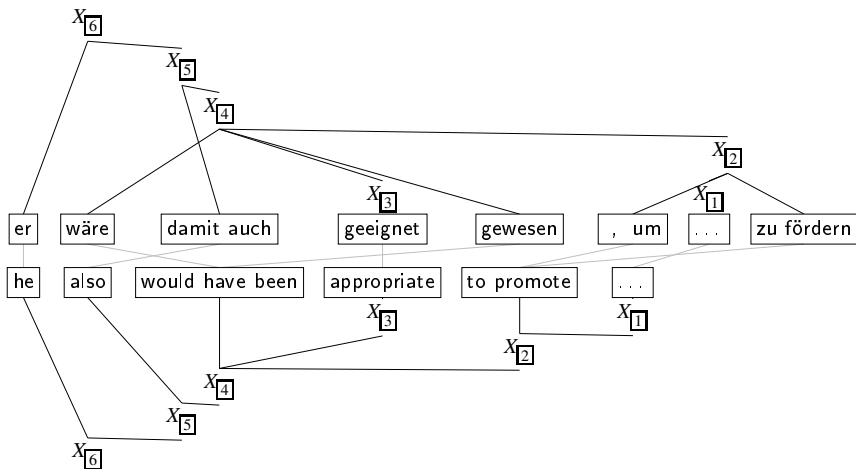 X6
X5
X4
X2
X3 X1
er wäre damit auch geeignet gewesen , um ... zu fördern
he also would have been appropriate to promote ...
X3 X1
X2
X4
X5
X6